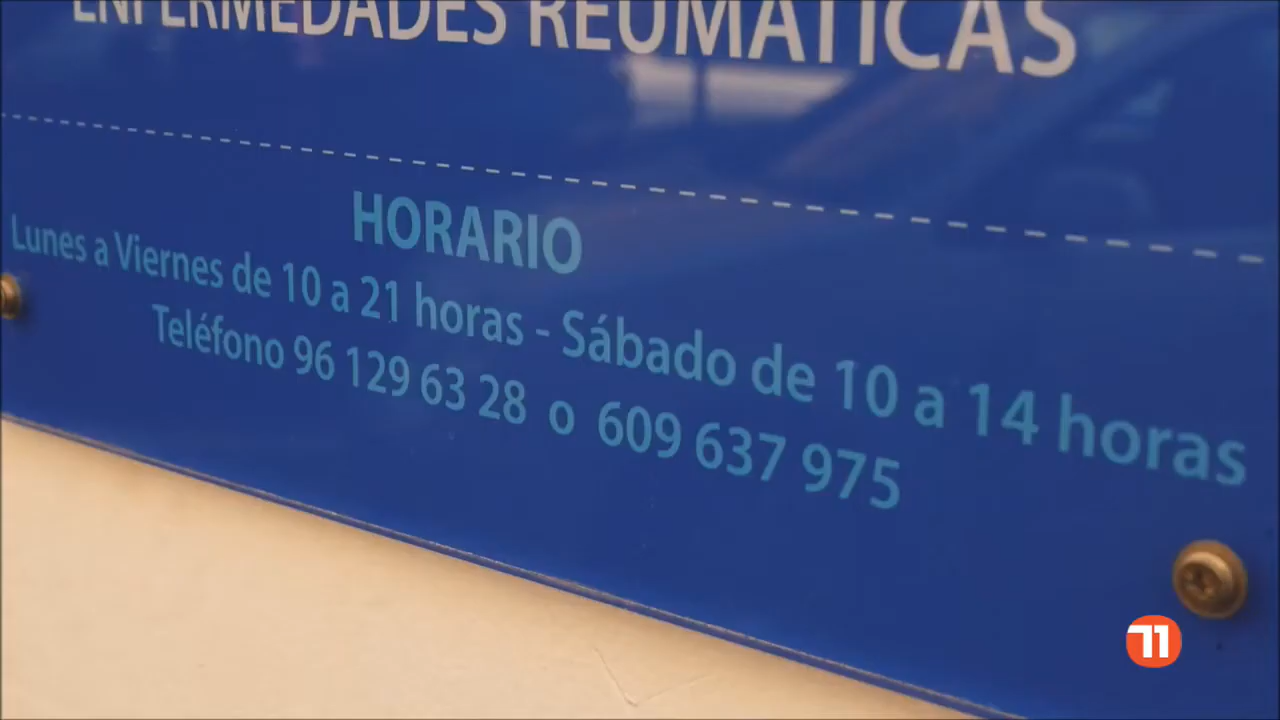 ENFERMEDADES REUMÁTICAS
HORARIO
Lunes a Viernes de 10 a 21 horas - Sábado de 10 a 14 horas
Teléfono 96 129 63 28 o 609 637 975